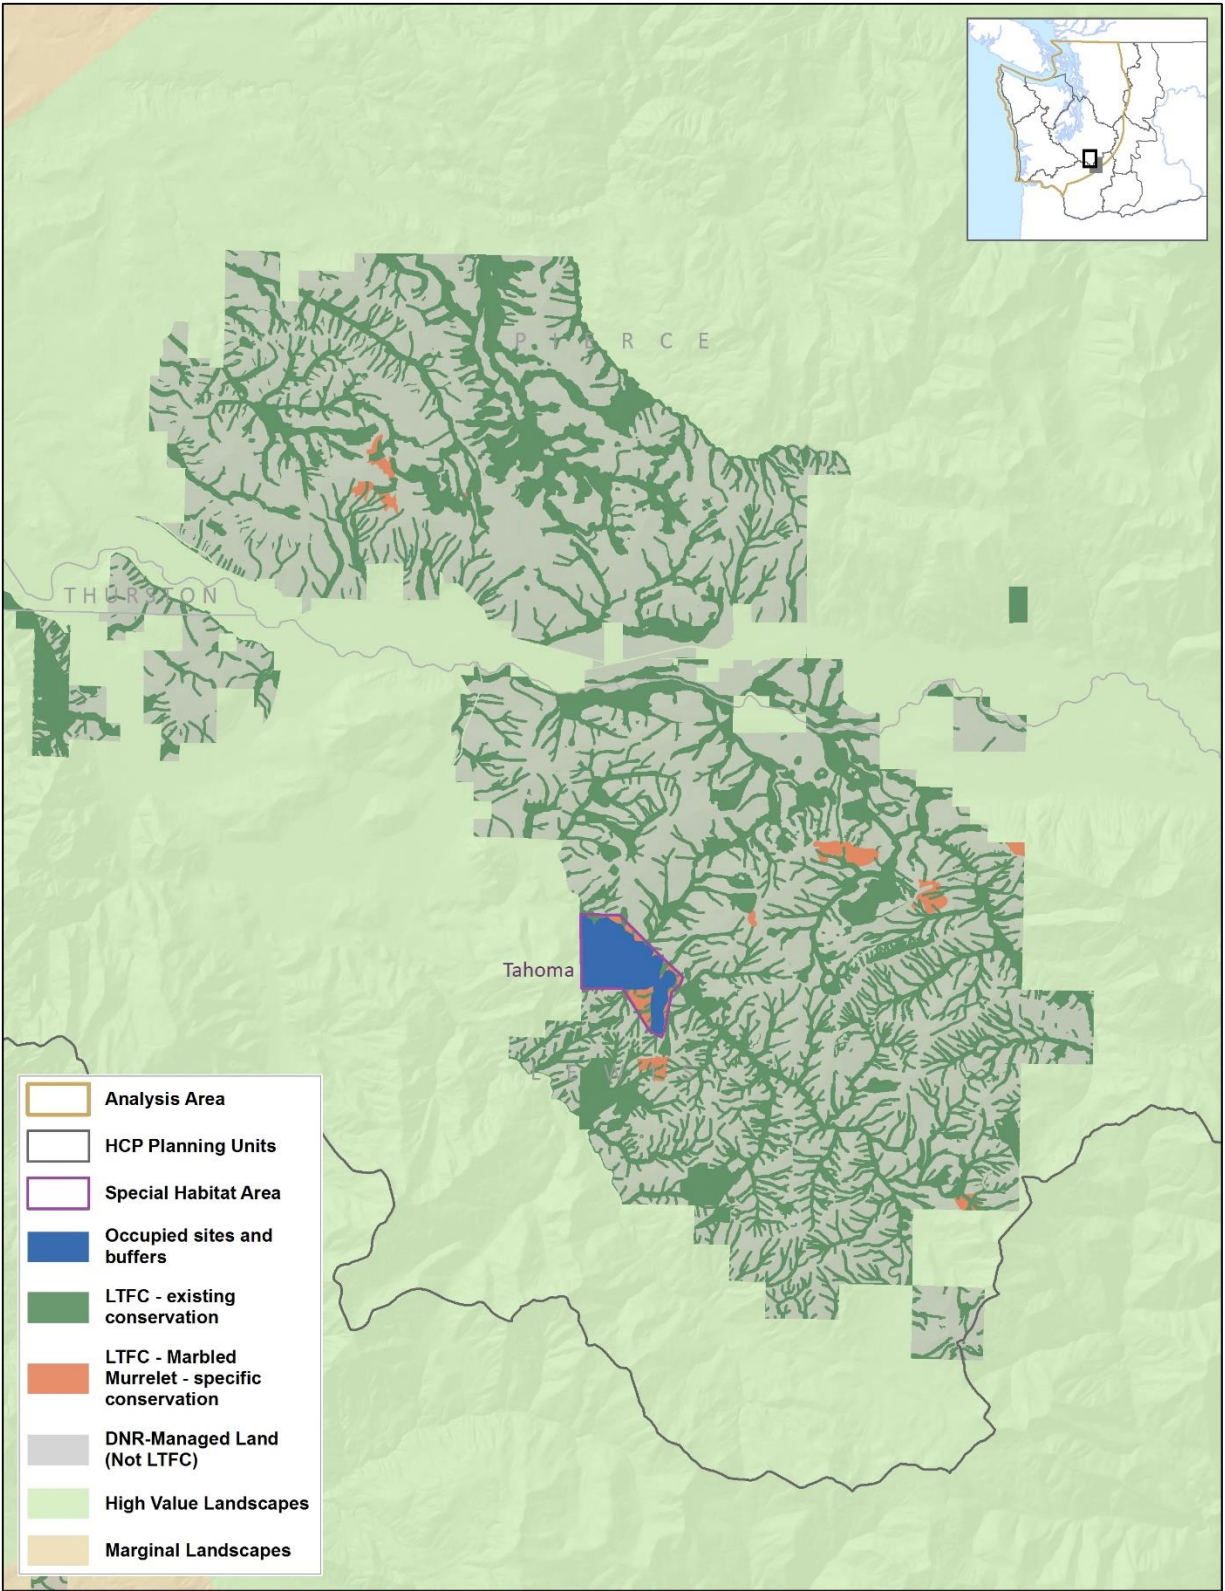 P I E R C E
THURSTON
Tahoma
L E W I S
Analysis Area
HCP Planning Units
Special Habitat Area
Occupied sites and
buffers
LTFC - existing
conservation
LTFC - Marbled
Murrelet - specific
conservation
DNR-Managed Land
(Not LTFC)
High Value Landscapes
Marginal Landscapes